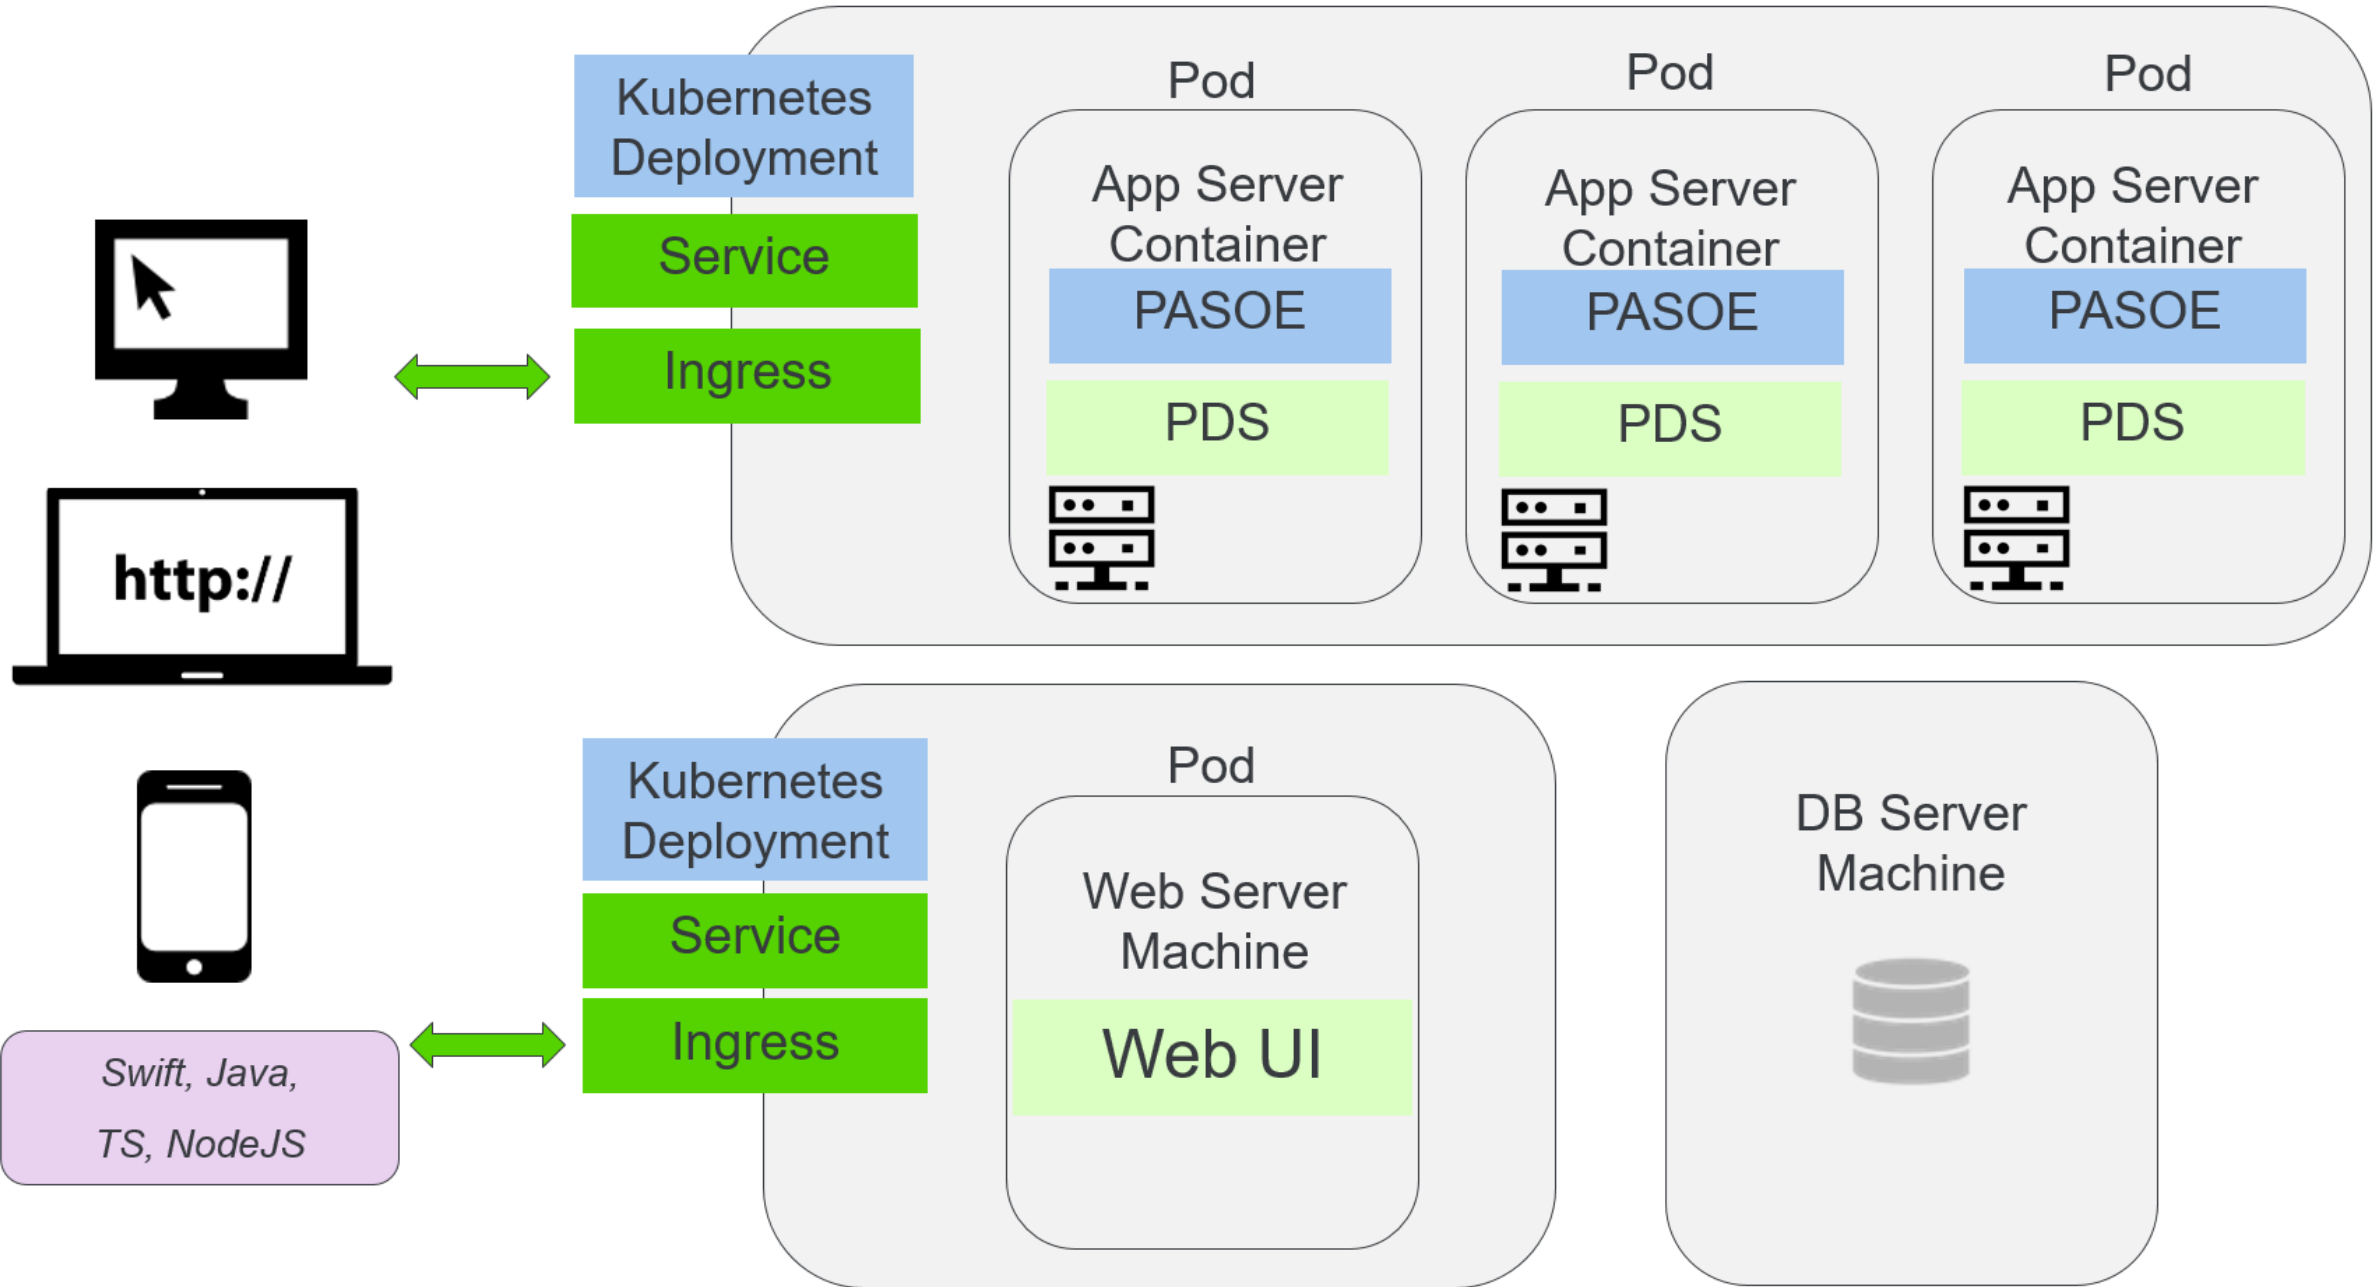 Kubernetes
Deployment
Service
Ingress
Pod
App Server
Container
PASOE
PDS
Pod
App Server
Container
PASOE
PDS
Pod
App Server
Container
PASOE
PDS
http://
Swift, Java,
TS, NodeJS
Kubernetes
Deployment
Service
Ingress
Pod
Web Server
Machine
Web UI
DB Server
Machine